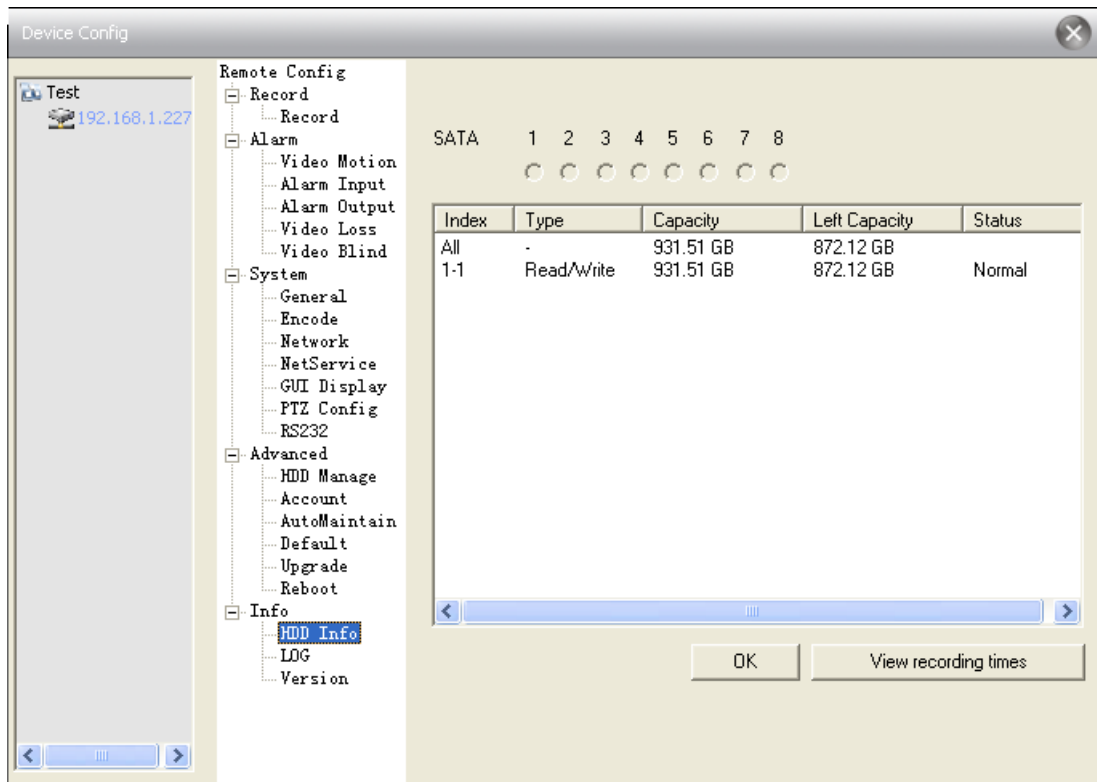 Device Config
Test
192.168.1.227
Remote Config
Record
Record
Alarm
Video Motion
Alarm Input
Alarm Output
Video Loss
Video Blind
System
General
Encode
Network
NetService
GUI Display
PTZ Config
RS232
Advanced
HDD Manage
Account
AutoMaintain
Default
Upgrade
Reboot
Info
HDD Info
LOG
Version
SATA 1 2 3 4 5 6 7 8
Index Type Capacity Left Capacity Status
All - 931.51 GB 872.12 GB
1-1 Read/Write 931.51 GB 872.12 GB Normal
OK View recording times